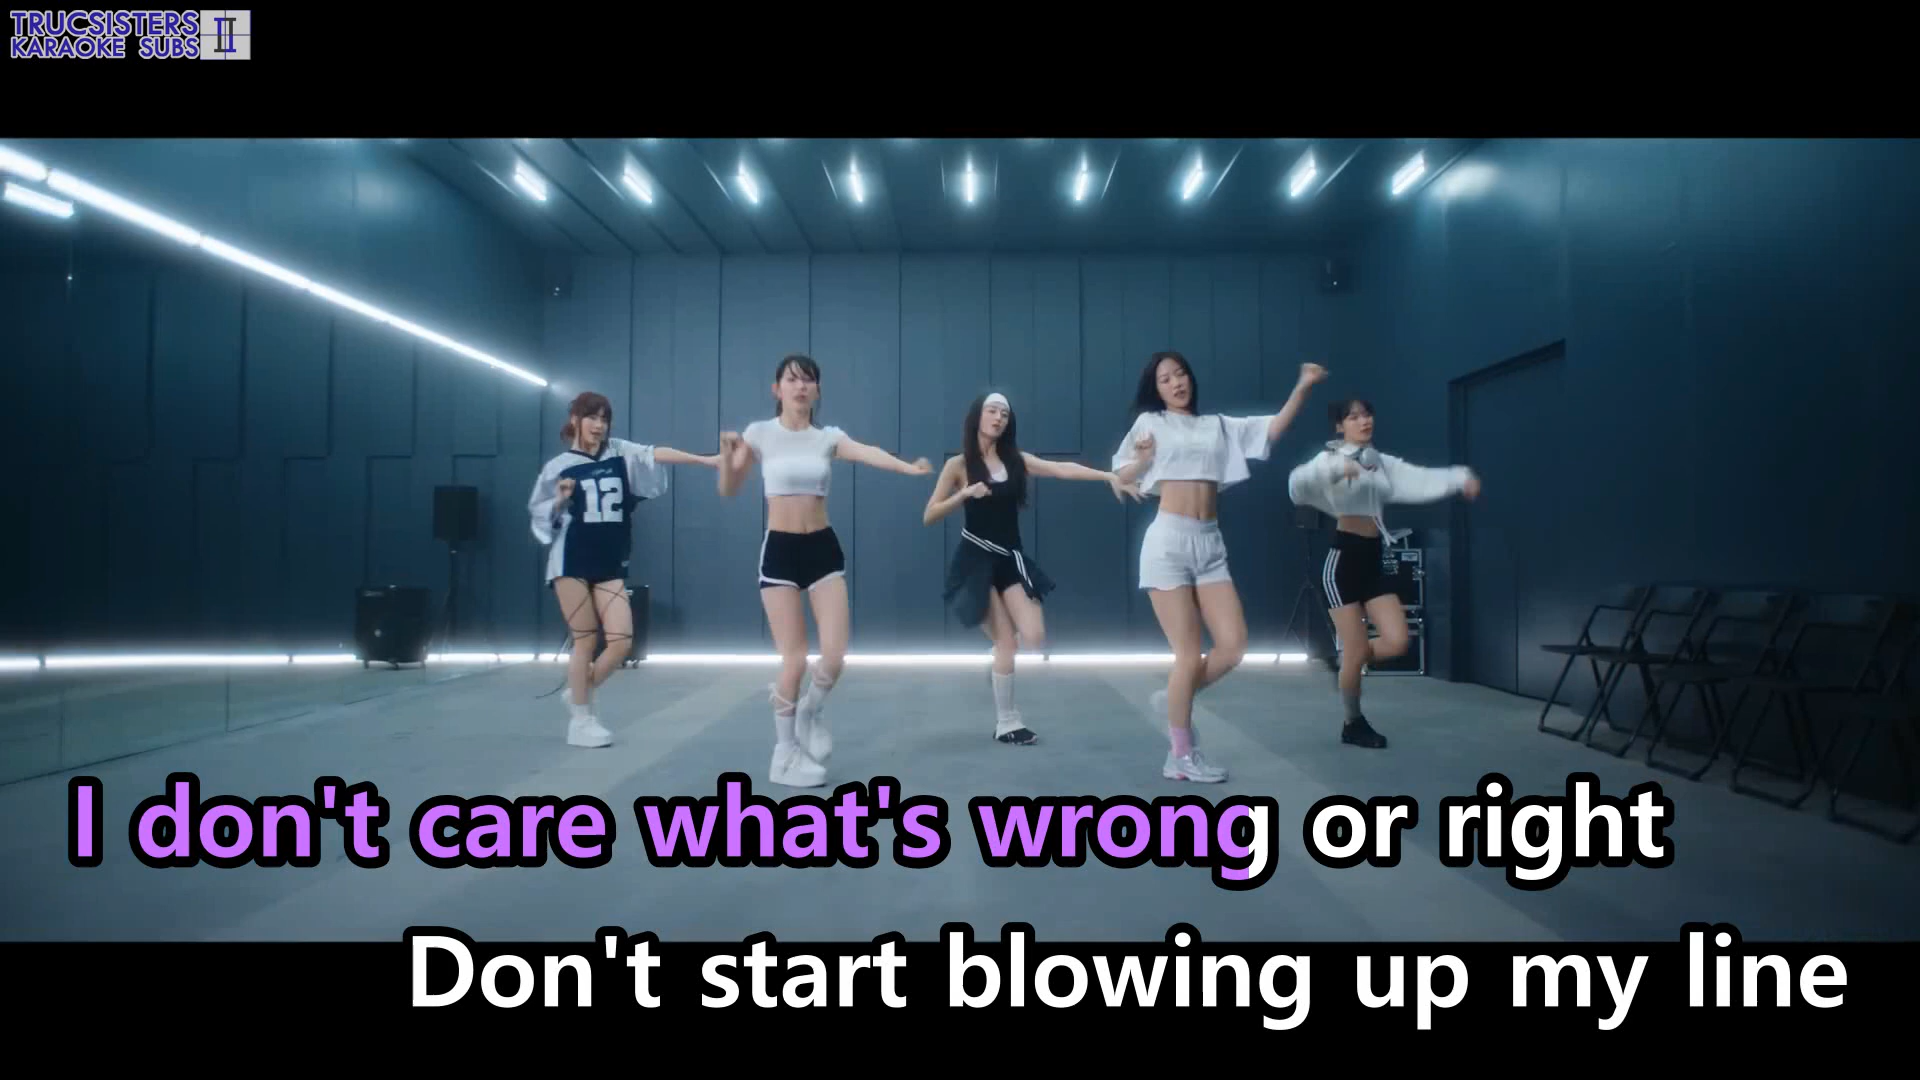 TRUCSISTERS
KARAOKE SUBS II
12
I don't care what's wrong or right
Don't start blowing up my line